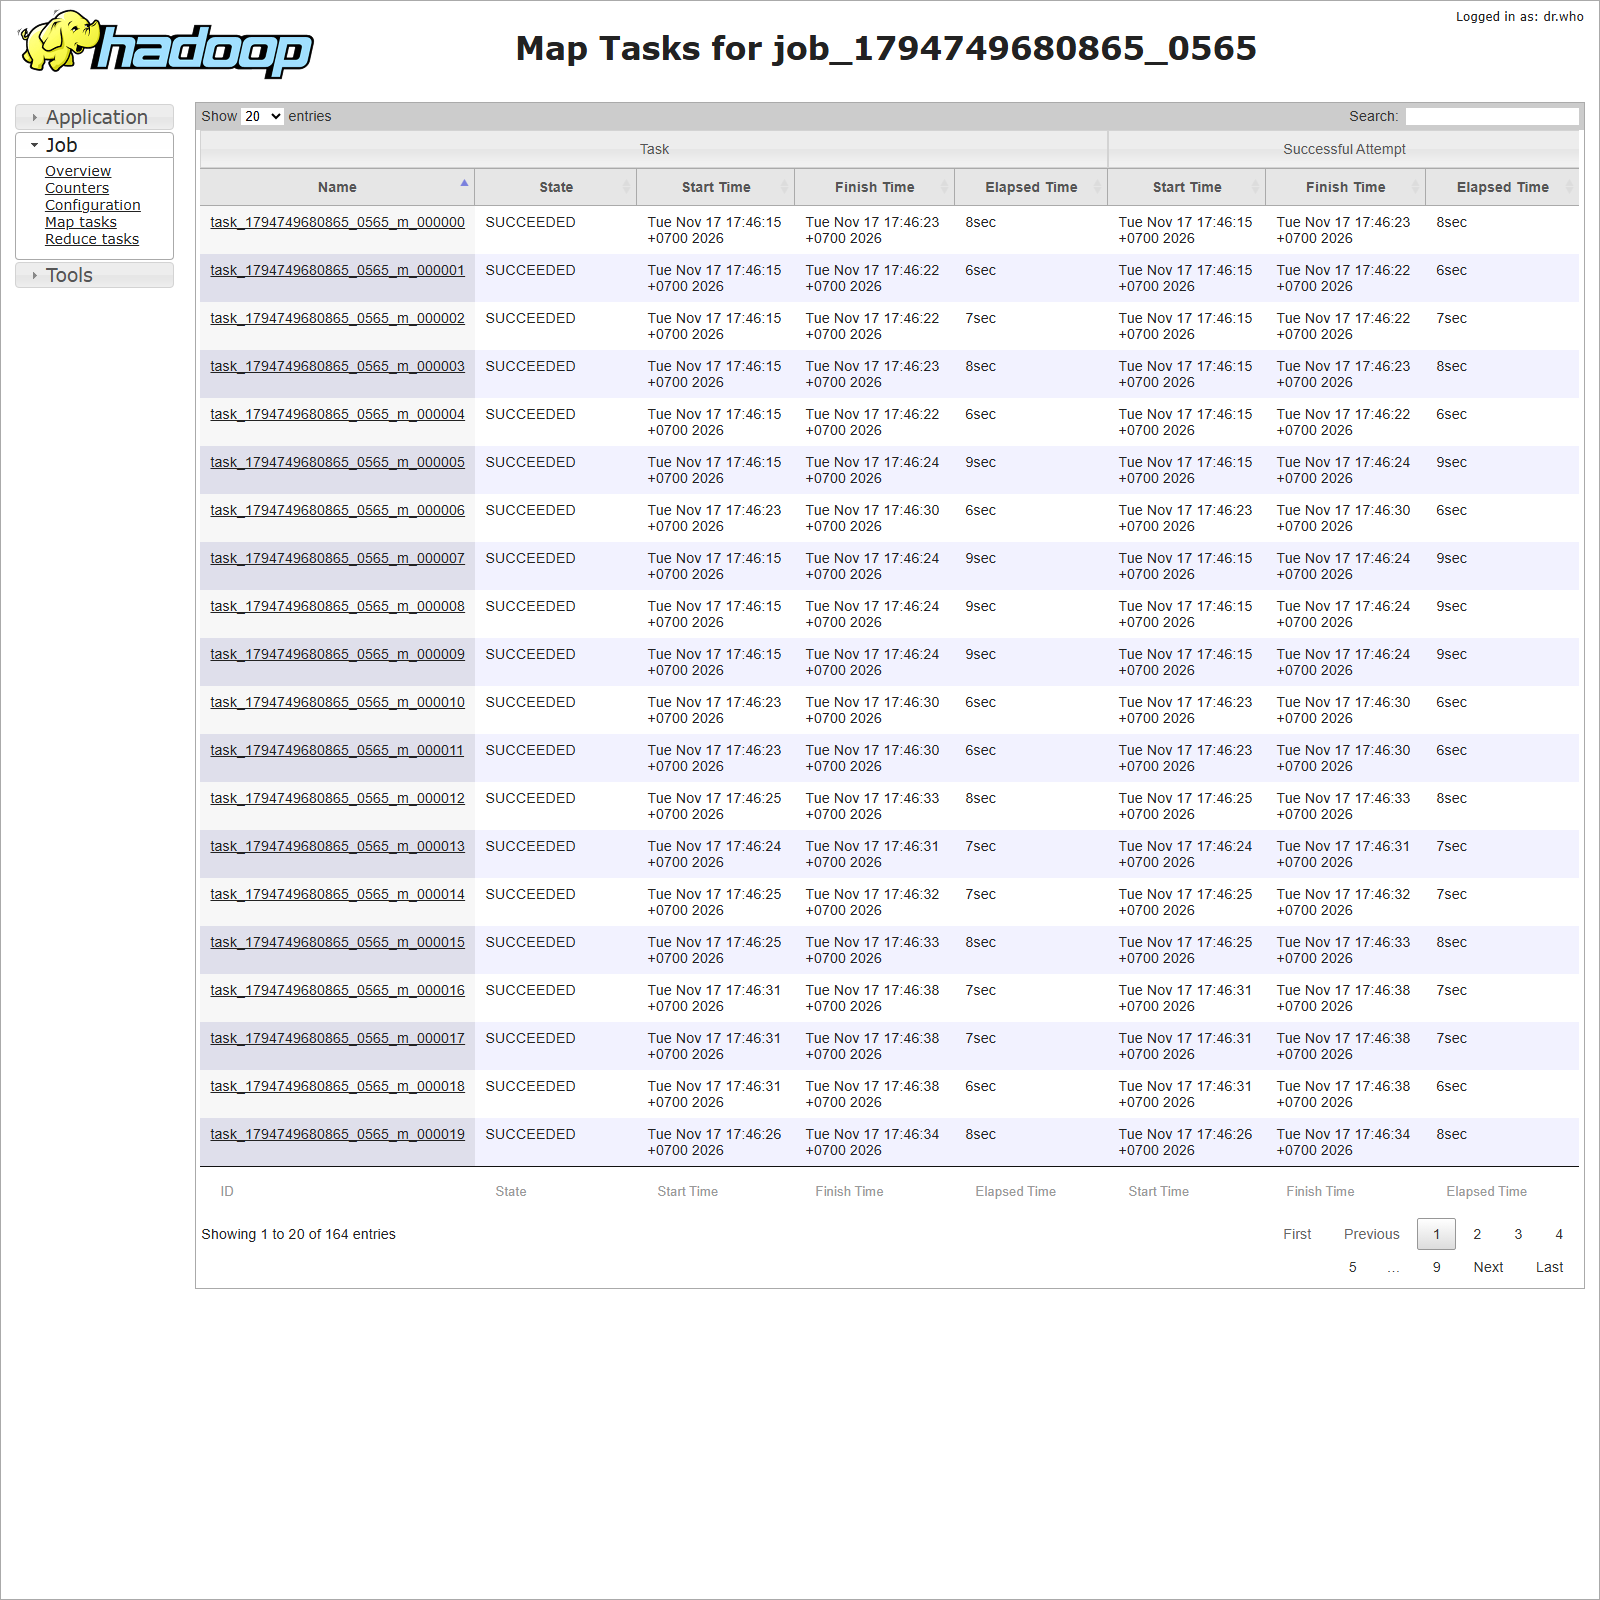 hadoop
Logged in as: dr.who
Map Tasks for job_1794749680865_0565
Application
Job
Overview
Counters
Configuration
Map tasks
Reduce tasks
Tools
Show 20 entries
Search:
Task Successful Attempt
Name State Start Time Finish Time Elapsed Time Start Time Finish Time Elapsed Time
task_1794749680865_0565_m_000000 SUCCEEDED Tue Nov 17 17:46:15 +0700 2026 Tue Nov 17 17:46:23 +0700 2026 8sec Tue Nov 17 17:46:15 +0700 2026 Tue Nov 17 17:46:23 +0700 2026 8sec
task_1794749680865_0565_m_000001 SUCCEEDED Tue Nov 17 17:46:15 +0700 2026 Tue Nov 17 17:46:22 +0700 2026 6sec Tue Nov 17 17:46:15 +0700 2026 Tue Nov 17 17:46:22 +0700 2026 6sec
task_1794749680865_0565_m_000002 SUCCEEDED Tue Nov 17 17:46:15 +0700 2026 Tue Nov 17 17:46:22 +0700 2026 7sec Tue Nov 17 17:46:15 +0700 2026 Tue Nov 17 17:46:22 +0700 2026 7sec
task_1794749680865_0565_m_000003 SUCCEEDED Tue Nov 17 17:46:15 +0700 2026 Tue Nov 17 17:46:23 +0700 2026 8sec Tue Nov 17 17:46:15 +0700 2026 Tue Nov 17 17:46:23 +0700 2026 8sec
task_1794749680865_0565_m_000004 SUCCEEDED Tue Nov 17 17:46:15 +0700 2026 Tue Nov 17 17:46:22 +0700 2026 6sec Tue Nov 17 17:46:15 +0700 2026 Tue Nov 17 17:46:22 +0700 2026 6sec
task_1794749680865_0565_m_000005 SUCCEEDED Tue Nov 17 17:46:15 +0700 2026 Tue Nov 17 17:46:24 +0700 2026 9sec Tue Nov 17 17:46:15 +0700 2026 Tue Nov 17 17:46:24 +0700 2026 9sec
task_1794749680865_0565_m_000006 SUCCEEDED Tue Nov 17 17:46:23 +0700 2026 Tue Nov 17 17:46:30 +0700 2026 6sec Tue Nov 17 17:46:23 +0700 2026 Tue Nov 17 17:46:30 +0700 2026 6sec
task_1794749680865_0565_m_000007 SUCCEEDED Tue Nov 17 17:46:15 +0700 2026 Tue Nov 17 17:46:24 +0700 2026 9sec Tue Nov 17 17:46:15 +0700 2026 Tue Nov 17 17:46:24 +0700 2026 9sec
task_1794749680865_0565_m_000008 SUCCEEDED Tue Nov 17 17:46:15 +0700 2026 Tue Nov 17 17:46:24 +0700 2026 9sec Tue Nov 17 17:46:15 +0700 2026 Tue Nov 17 17:46:24 +0700 2026 9sec
task_1794749680865_0565_m_000009 SUCCEEDED Tue Nov 17 17:46:15 +0700 2026 Tue Nov 17 17:46:24 +0700 2026 9sec Tue Nov 17 17:46:15 +0700 2026 Tue Nov 17 17:46:24 +0700 2026 9sec
task_1794749680865_0565_m_000010 SUCCEEDED Tue Nov 17 17:46:23 +0700 2026 Tue Nov 17 17:46:30 +0700 2026 6sec Tue Nov 17 17:46:23 +0700 2026 Tue Nov 17 17:46:30 +0700 2026 6sec
task_1794749680865_0565_m_000011 SUCCEEDED Tue Nov 17 17:46:23 +0700 2026 Tue Nov 17 17:46:30 +0700 2026 6sec Tue Nov 17 17:46:23 +0700 2026 Tue Nov 17 17:46:30 +0700 2026 6sec
task_1794749680865_0565_m_000012 SUCCEEDED Tue Nov 17 17:46:25 +0700 2026 Tue Nov 17 17:46:33 +0700 2026 8sec Tue Nov 17 17:46:25 +0700 2026 Tue Nov 17 17:46:33 +0700 2026 8sec
task_1794749680865_0565_m_000013 SUCCEEDED Tue Nov 17 17:46:24 +0700 2026 Tue Nov 17 17:46:31 +0700 2026 7sec Tue Nov 17 17:46:24 +0700 2026 Tue Nov 17 17:46:31 +0700 2026 7sec
task_1794749680865_0565_m_000014 SUCCEEDED Tue Nov 17 17:46:25 +0700 2026 Tue Nov 17 17:46:32 +0700 2026 7sec Tue Nov 17 17:46:25 +0700 2026 Tue Nov 17 17:46:32 +0700 2026 7sec
task_1794749680865_0565_m_000015 SUCCEEDED Tue Nov 17 17:46:25 +0700 2026 Tue Nov 17 17:46:33 +0700 2026 8sec Tue Nov 17 17:46:25 +0700 2026 Tue Nov 17 17:46:33 +0700 2026 8sec
task_1794749680865_0565_m_000016 SUCCEEDED Tue Nov 17 17:46:31 +0700 2026 Tue Nov 17 17:46:38 +0700 2026 7sec Tue Nov 17 17:46:31 +0700 2026 Tue Nov 17 17:46:38 +0700 2026 7sec
task_1794749680865_0565_m_000017 SUCCEEDED Tue Nov 17 17:46:31 +0700 2026 Tue Nov 17 17:46:38 +0700 2026 7sec Tue Nov 17 17:46:31 +0700 2026 Tue Nov 17 17:46:38 +0700 2026 7sec
task_1794749680865_0565_m_000018 SUCCEEDED Tue Nov 17 17:46:31 +0700 2026 Tue Nov 17 17:46:38 +0700 2026 6sec Tue Nov 17 17:46:31 +0700 2026 Tue Nov 17 17:46:38 +0700 2026 6sec
task_1794749680865_0565_m_000019 SUCCEEDED Tue Nov 17 17:46:26 +0700 2026 Tue Nov 17 17:46:34 +0700 2026 8sec Tue Nov 17 17:46:26 +0700 2026 Tue Nov 17 17:46:34 +0700 2026 8sec
ID State Start Time Finish Time Elapsed Time Start Time Finish Time Elapsed Time
Showing 1 to 20 of 164 entries
First Previous 1 2 3 4
5 … 9 Next Last